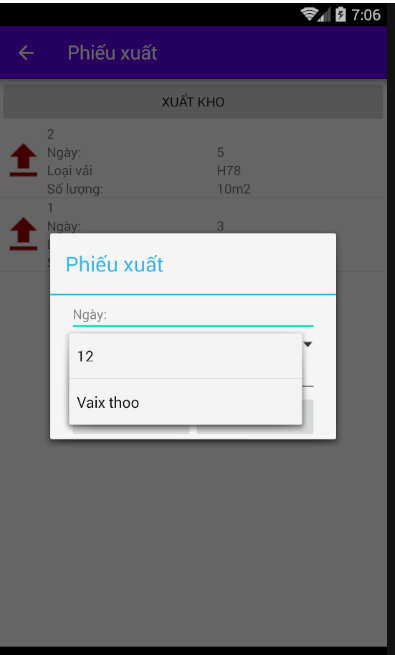 7:06
Phiếu xuất
XUẤT KHO
2
Ngày: 5
Loại vải H78
Số lượng: 10m2
1
Ngày: 3
Phiếu xuất
Ngày:
12
Vaix thoo